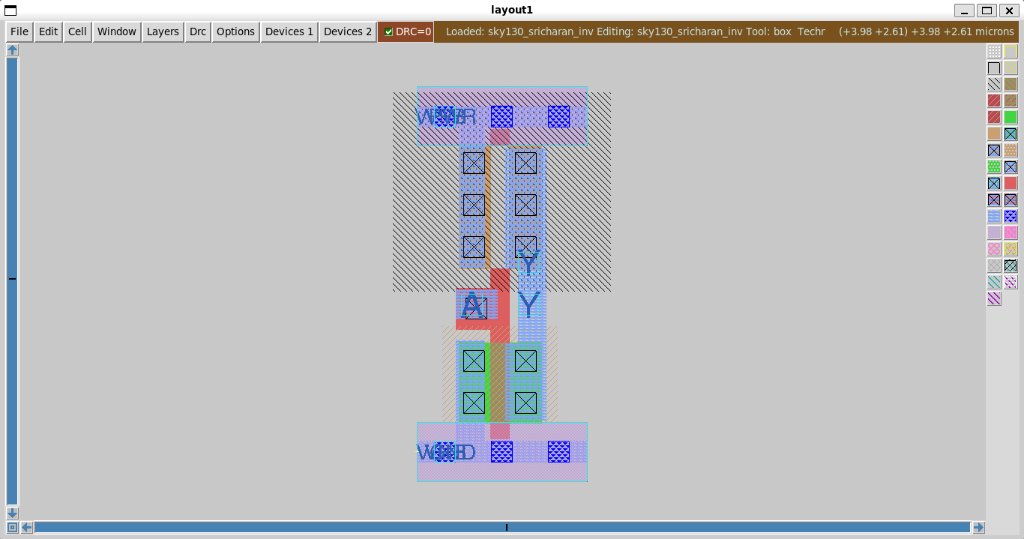 layout1
File Edit Cell Window Layers Drc Options Devices 1 Devices 2 DRC=0 Loaded: sky130_sricharan_inv Editing: sky130_sricharan_inv Tool: box Techr (+3.98 +2.61) +3.98 +2.61 microns
Y
A Y